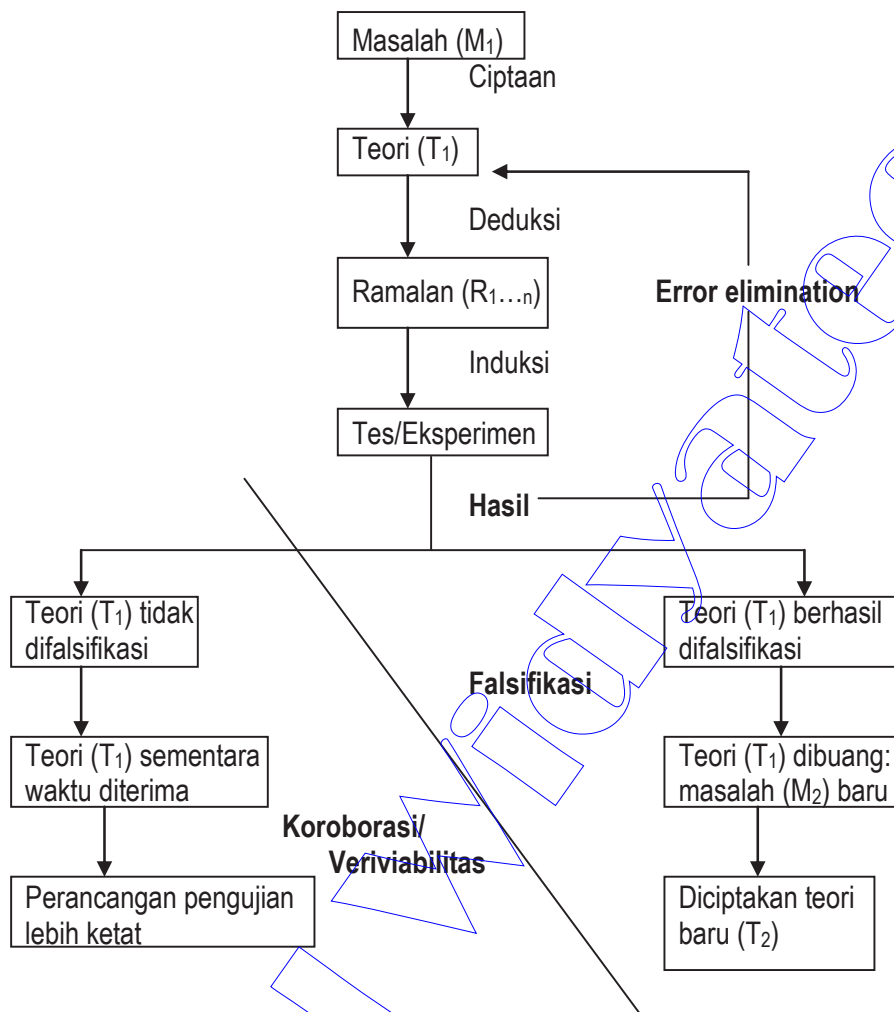 Masalah (M₁)
Ciptaan
Teori (T₁)
Deduksi
Ramalan (R₁…ₙ)
Error elimination
Induksi
Tes/Eksperimen
Hasil
Teori (T₁) tidak
difalsifikasi
Teori (T₁) berhasil
difalsifikasi
Falsifikasi
Teori (T₁) sementara
waktu diterima
Teori (T₁) dibuang:
masalah (M₂) baru
Koroborasi/
Veriviabilitas
Perancangan pengujian
lebih ketat
Diciptakan teori
baru (T₂)